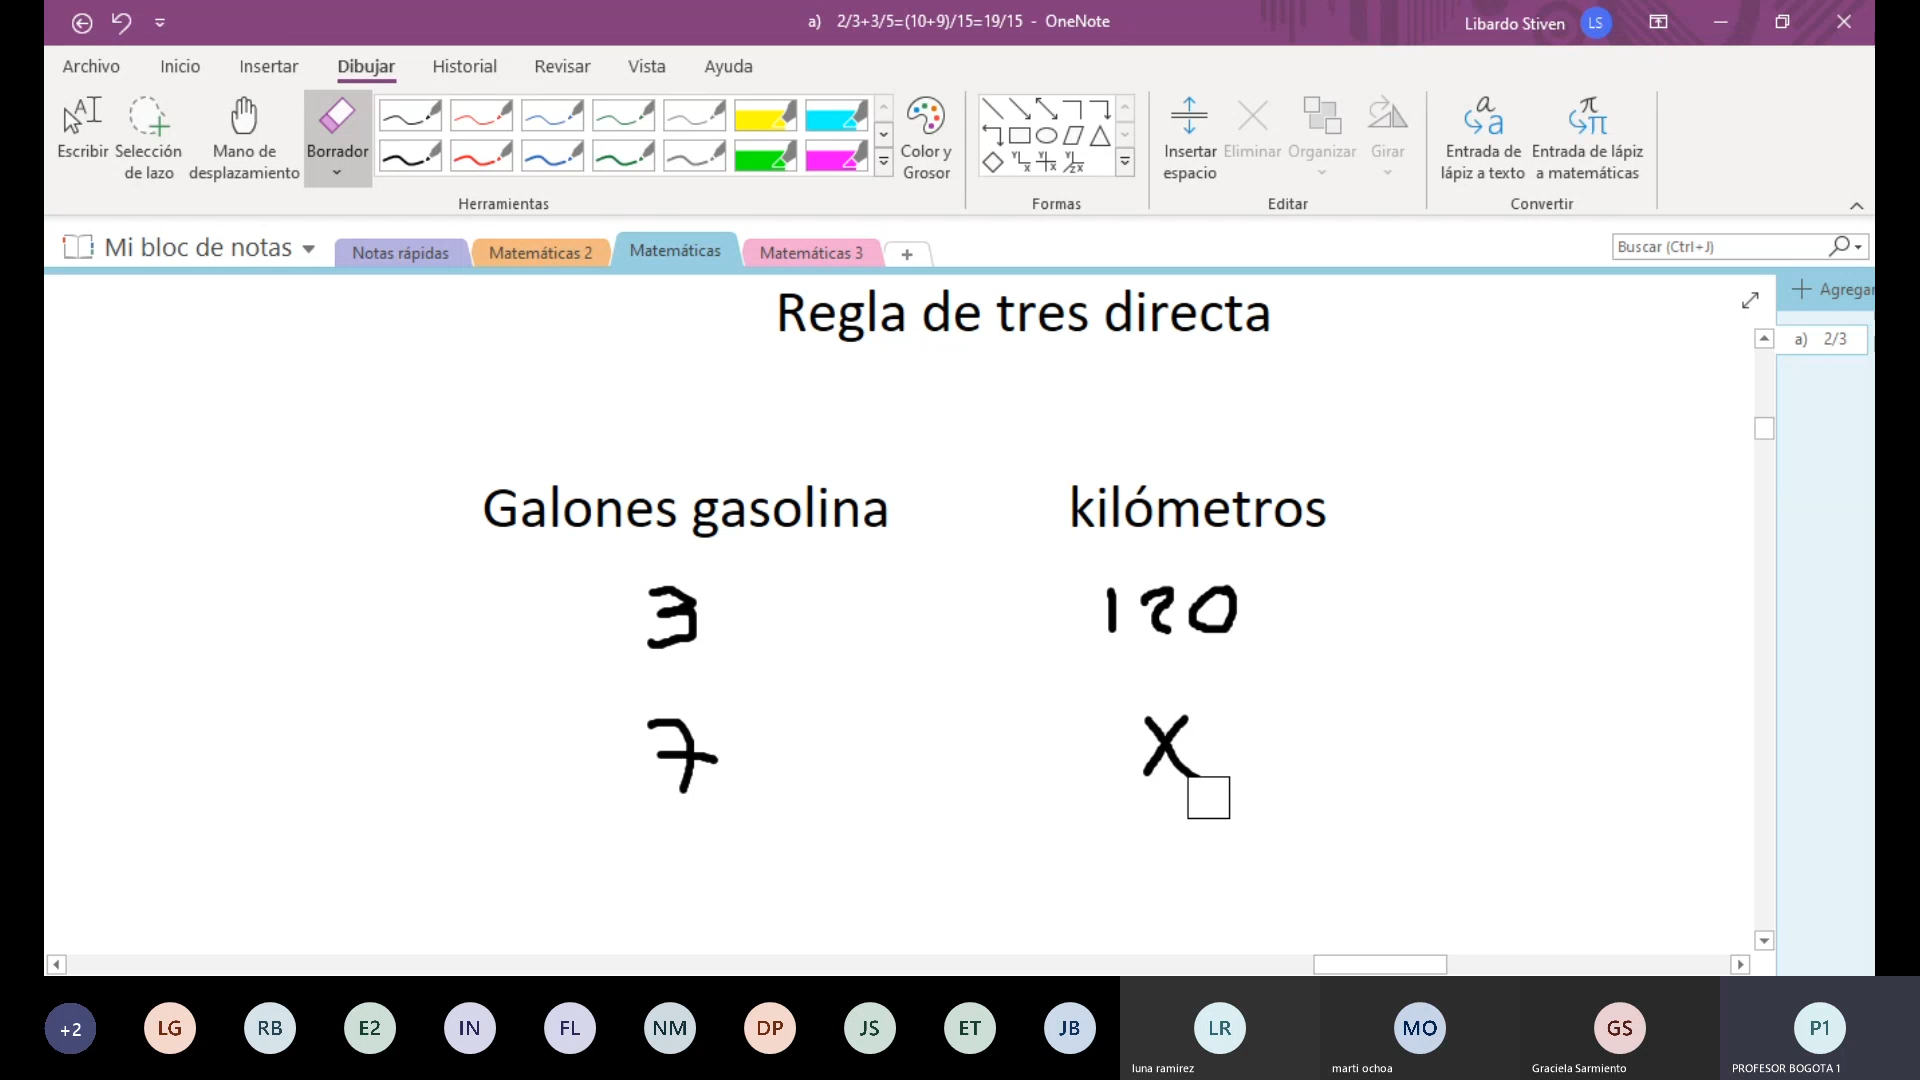 a) 2/3+3/5=(10+9)/15=19/15 - OneNote
Libardo Stiven LS
Archivo Inicio Insertar Dibujar Historial Revisar Vista Ayuda
Escribir
Selección de lazo
Mano de desplazamiento
Borrador
Color y Grosor
Insertar espacio
Eliminar
Organizar
Girar
Entrada de lápiz a texto
Entrada de lápiz a matemáticas
Herramientas Formas Editar Convertir
Mi bloc de notas
Notas rápidas Matemáticas 2 Matemáticas Matemáticas 3
Buscar (Ctrl+J)
Agregar
a) 2/3
Regla de tres directa
Galones gasolina kilómetros
3 120
7 X
+2 LG RB E2 IN FL NM DP JS ET JB LR MO GS P1
luna ramirez marti ochoa Graciela Sarmiento PROFESOR BOGOTA 1